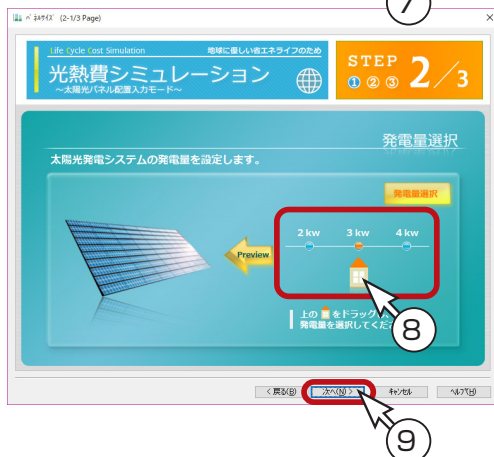 ⑦
ﾊﾟﾈﾙｻｲｽﾞ (2-1/3 Page)
Life Cycle Cost Simulation
地球に優しい省エネライフのため
光熱費シミュレーション
～太陽光パネル配置入力モード～
STEP
① ② ③ 2/3
発電量選択
太陽光発電システムの発電量を設定します。
発電量選択
2 kw 3 kw 4 kw
Preview
上の をドラッグ
発電量を選択してくだ
⑧
< 戻る(B) 次へ(N) > ｷｬﾝｾﾙ ﾍﾙﾌﾟ(H)
⑨